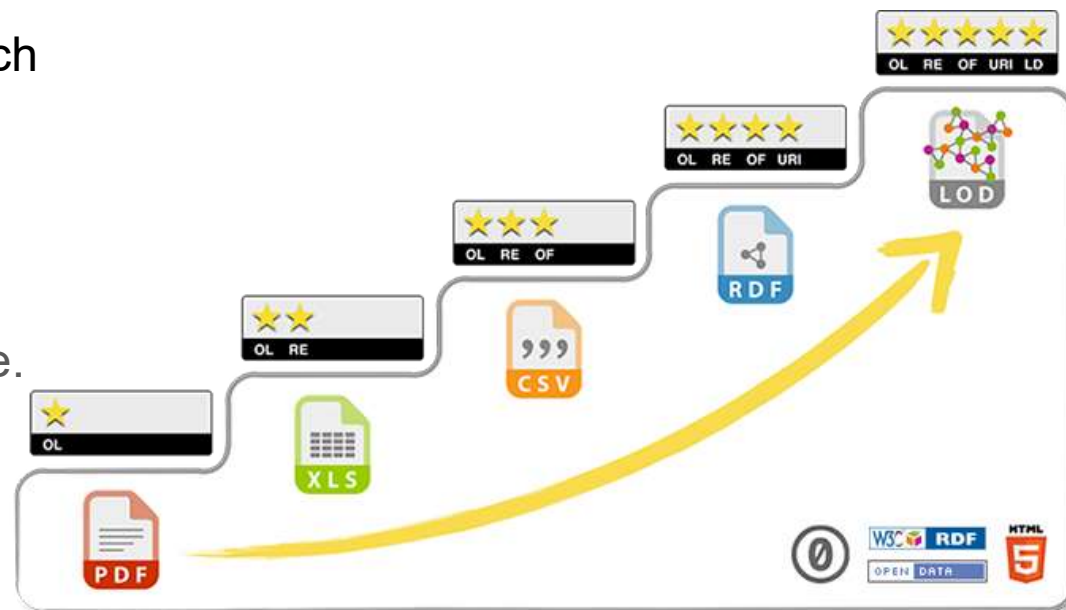 ch
OL RE OF URI LD
OL RE OF URI
LOD
OL RE OF
RDF
OL RE
,,,
CSV
e.
OL
XLS
PDF
0
W3C RDF
OPEN DATA
HTML
5